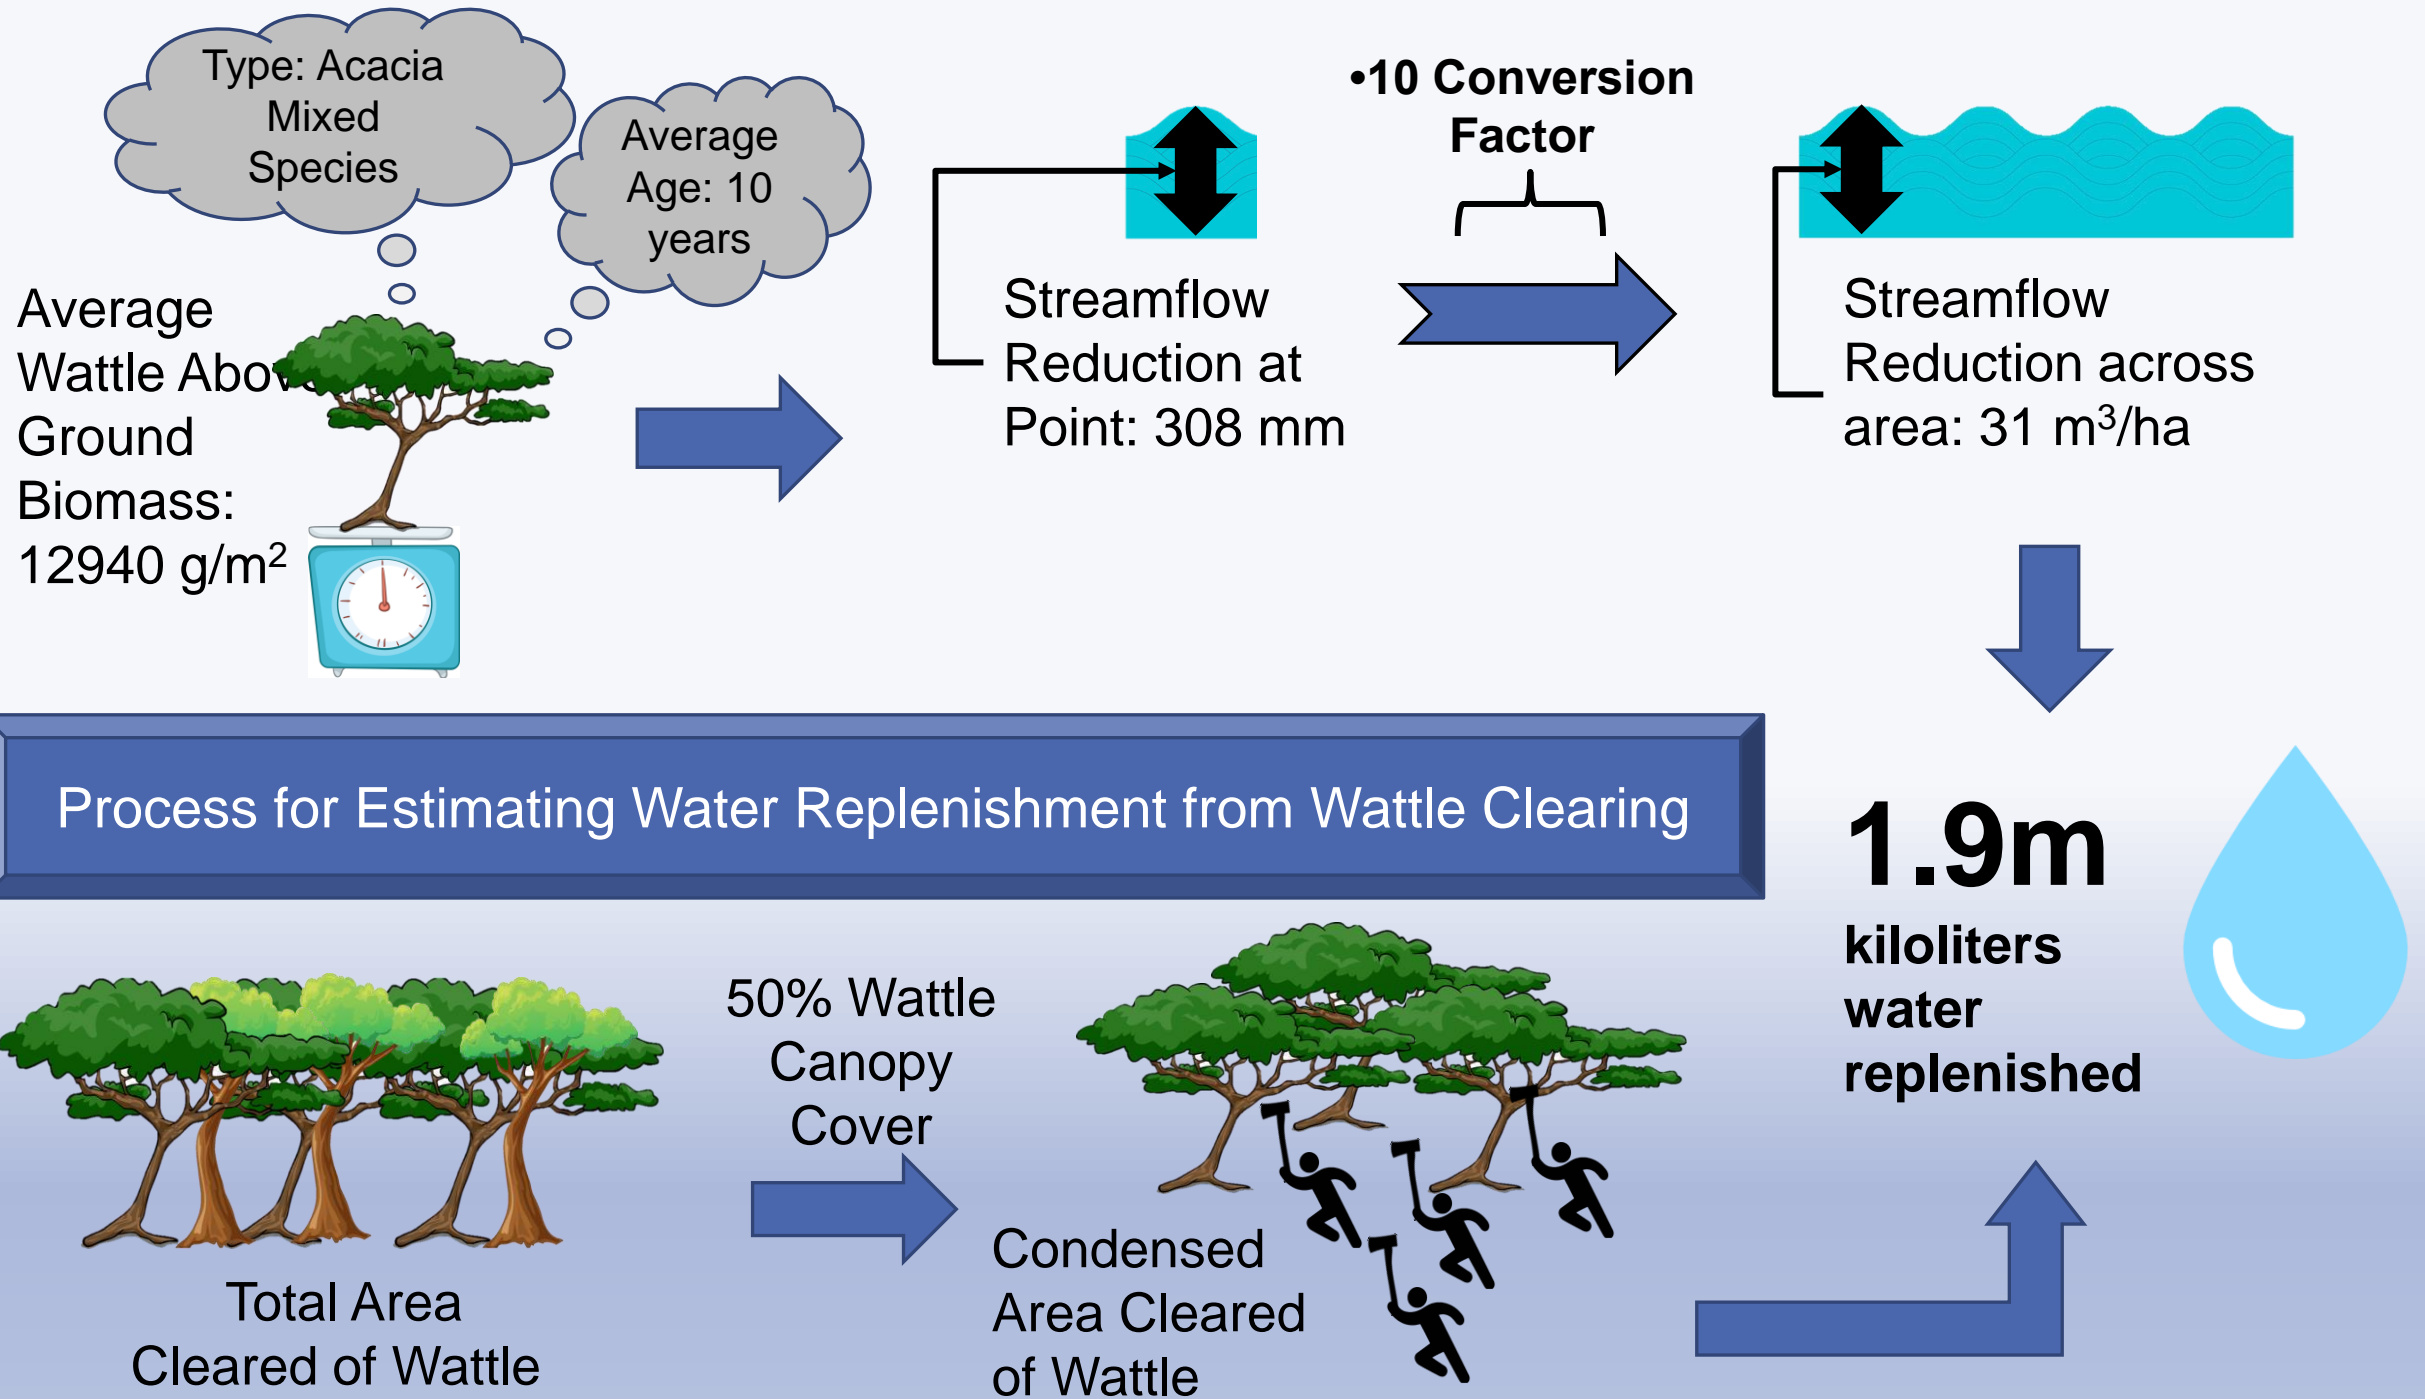 Type: Acacia
Mixed
Species
Average
Age: 10
years
Average
Wattle Above
Ground
Biomass:
12940 g/m²
Streamflow
Reduction at
Point: 308 mm
•10 Conversion
Factor
Streamflow
Reduction across
area: 31 m³/ha
Process for Estimating Water Replenishment from Wattle Clearing
1.9m
kiloliters
water
replenished
Total Area
Cleared of Wattle
50% Wattle
Canopy
Cover
Condensed
Area Cleared
of Wattle